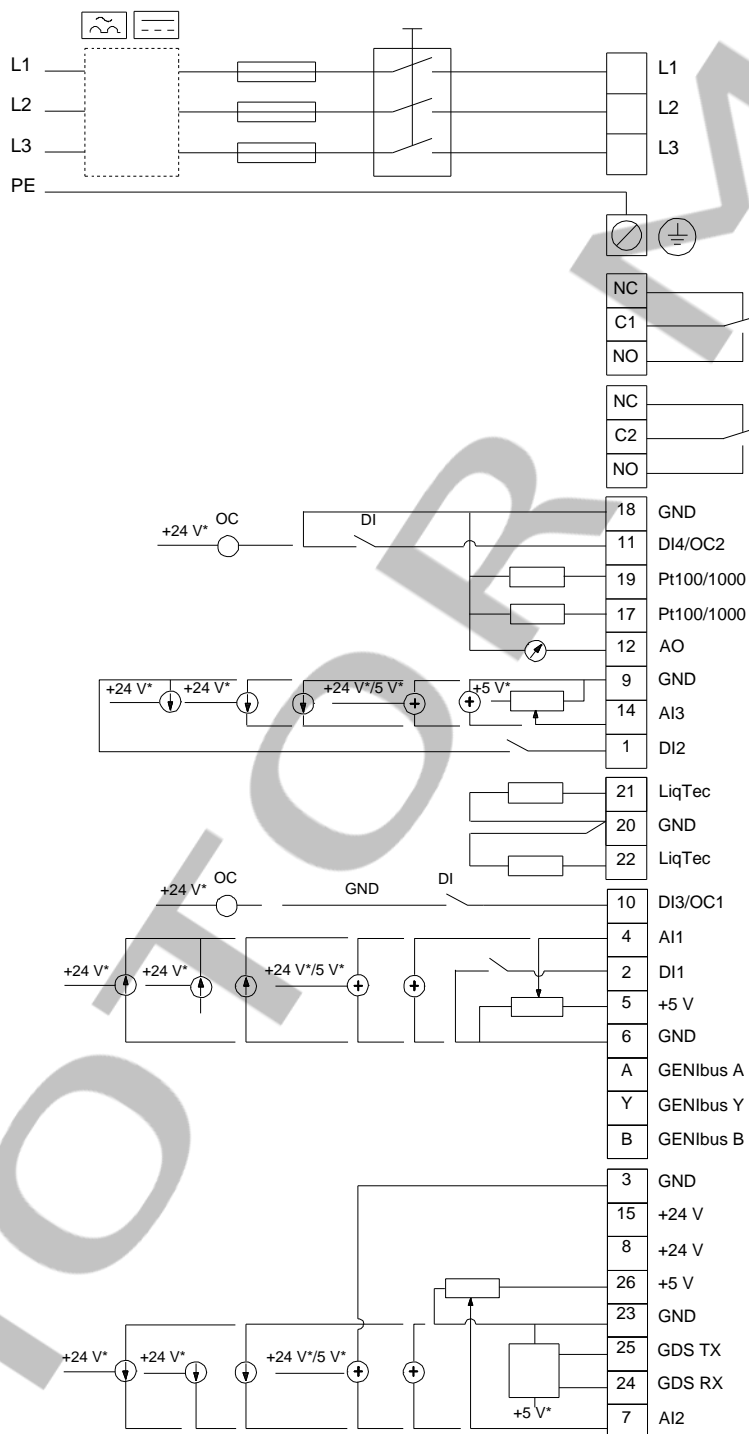 L1 L1
L2 L2
L3 L3
PE
NC
C1
NO
NC
C2
NO
18 GND
+24 V* OC DI 11 DI4/OC2
19 Pt100/1000
17 Pt100/1000
12 AO
+24 V* +24 V* +24 V*/5 V* +5 V* 9 GND
14 AI3
1 DI2
21 LiqTec
20 GND
22 LiqTec
+24 V* OC GND DI 10 DI3/OC1
4 AI1
+24 V* +24 V* +24 V*/5 V* 2 DI1
5 +5 V
6 GND
A GENIbus A
Y GENIbus Y
B GENIbus B
3 GND
15 +24 V
8 +24 V
26 +5 V
23 GND
+24 V* +24 V* +24 V*/5 V* 25 GDS TX
24 GDS RX
+5 V* 7 AI2